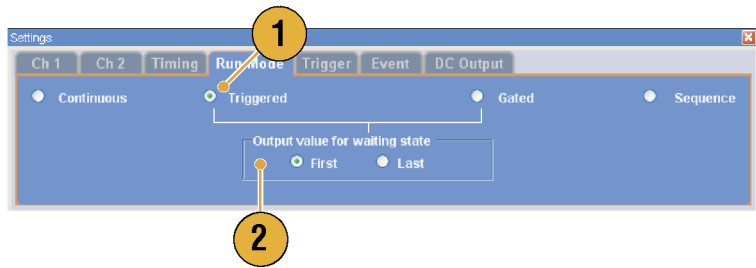 1
Settings
Ch 1 Ch 2 Timing Run Mode Trigger Event DC Output
Continuous Triggered Gated Sequence
Output value for waiting state
First Last
2